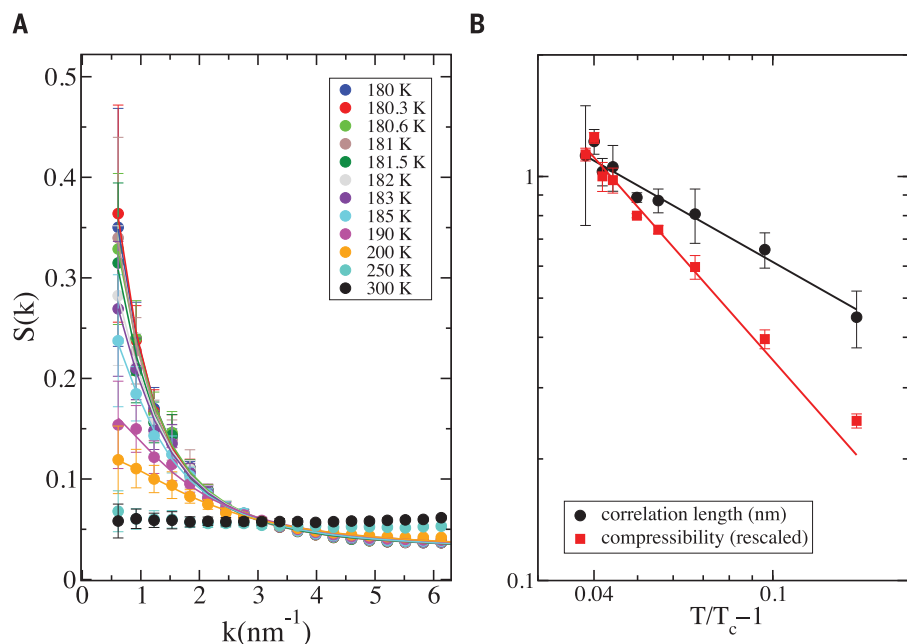 A
B
S(k)
0.5
0.4
0.3
0.2
0.1
0
0
1
2
3
4
5
6
k(nm⁻¹)
180 K
180.3 K
180.6 K
181 K
181.5 K
182 K
183 K
185 K
190 K
200 K
250 K
300 K
1
0.1
0.04
0.1
T/T_c−1
correlation length (nm)
compressibility (rescaled)